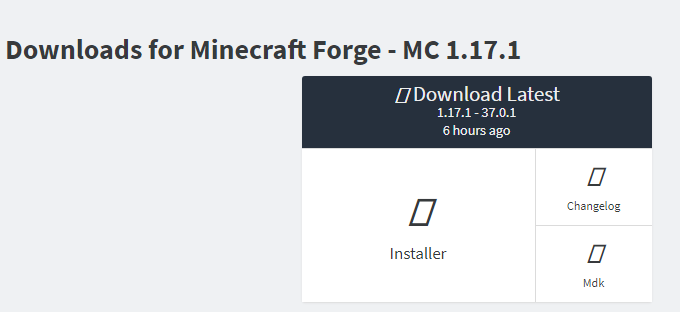 Downloads for Minecraft Forge - MC 1.17.1
Download Latest
1.17.1 - 37.0.1
6 hours ago
Installer
Changelog
Mdk